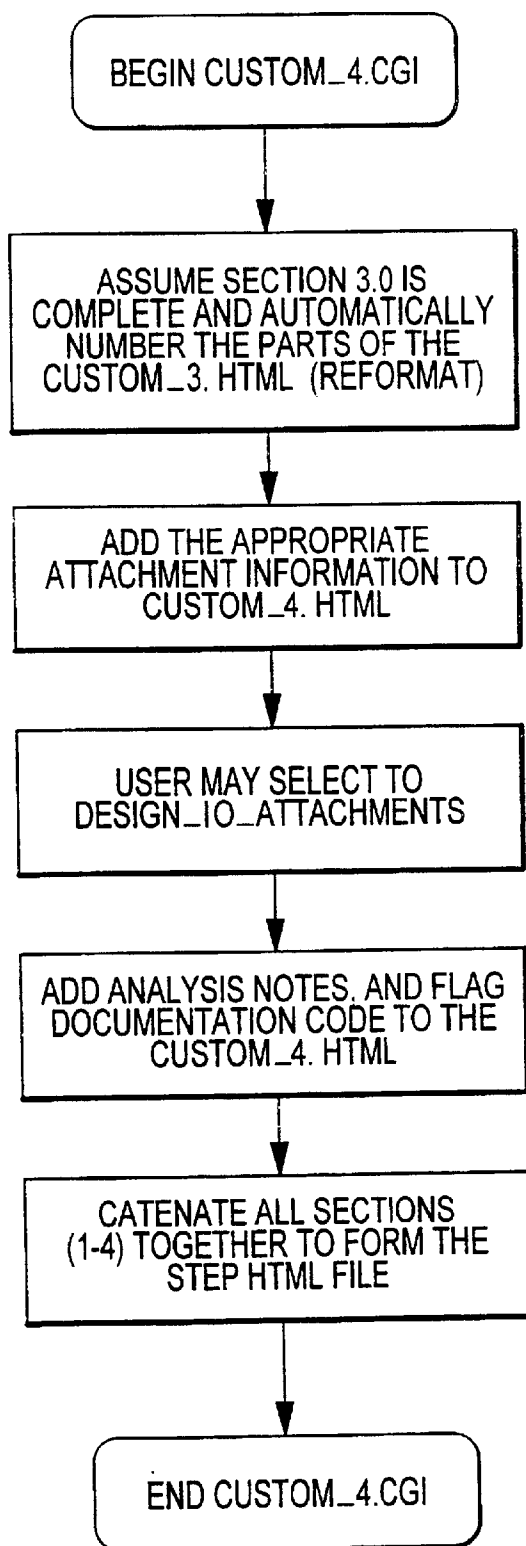 BEGIN CUSTOM_4.CGI
ASSUME SECTION 3.0 IS
COMPLETE AND AUTOMATICALLY
NUMBER THE PARTS OF THE
CUSTOM_3. HTML (REFORMAT)
ADD THE APPROPRIATE
ATTACHMENT INFORMATION TO
CUSTOM_4. HTML
USER MAY SELECT TO
DESIGN_IO_ATTACHMENTS
ADD ANALYSIS NOTES, AND FLAG
DOCUMENTATION CODE TO THE
CUSTOM_4. HTML
CATENATE ALL SECTIONS
(1-4) TOGETHER TO FORM THE
STEP HTML FILE
END CUSTOM_4.CGI